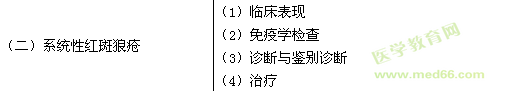 （1）临床表现
（2）免疫学检查
（二）系统性红斑狼疮
（3）诊断与鉴别诊断
（4）治疗
医学教育网
www.med66.com